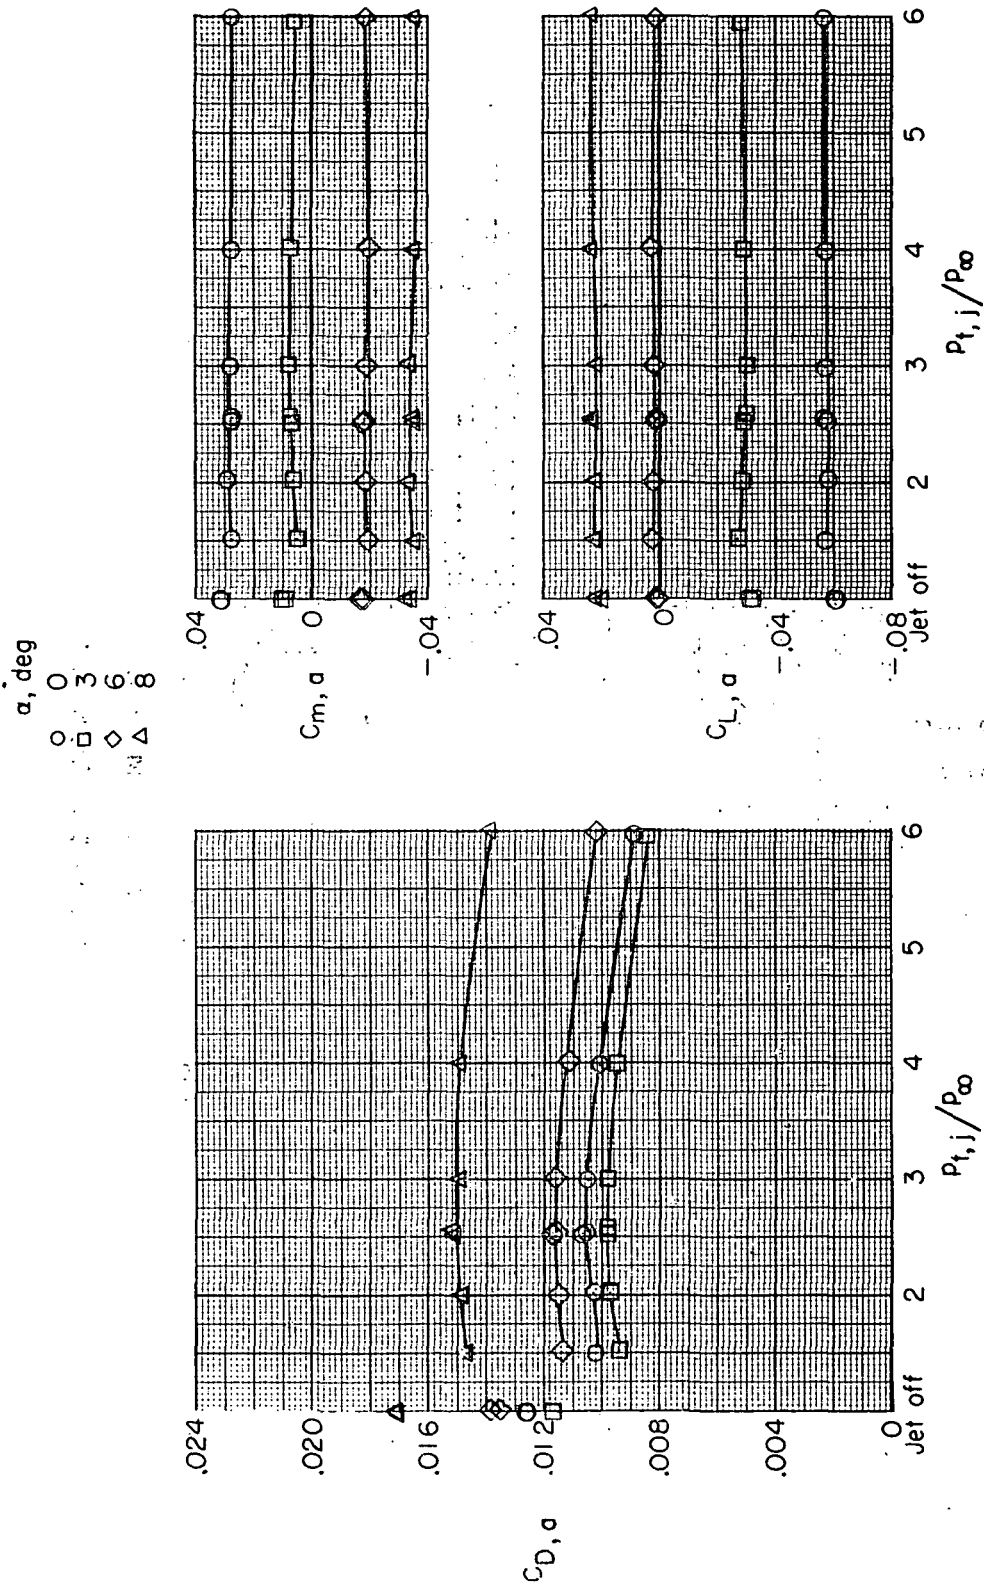 α, deg
○ 0
□ 3
◇ 6
△ 8
.04
0
-.04
C_m, a
.04
0
-.04
-.08
C_L, a
Jet off 2 3 4 5 6
p_t, j/p_∞
.024
.020
.016
.012
.008
.004
0
C_D, a
Jet off 2 3 4 5 6
p_t, j/p_∞